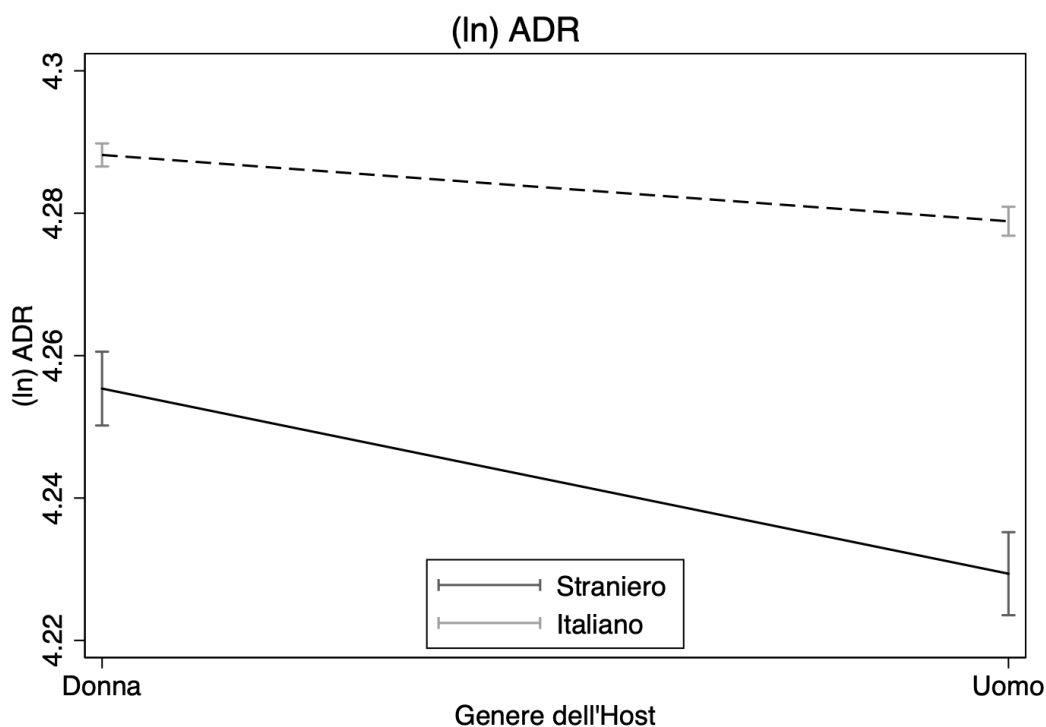 (ln) ADR
4.3
4.28
4.26
4.24
4.22
(ln) ADR
Straniero
Italiano
Donna
Uomo
Genere dell'Host